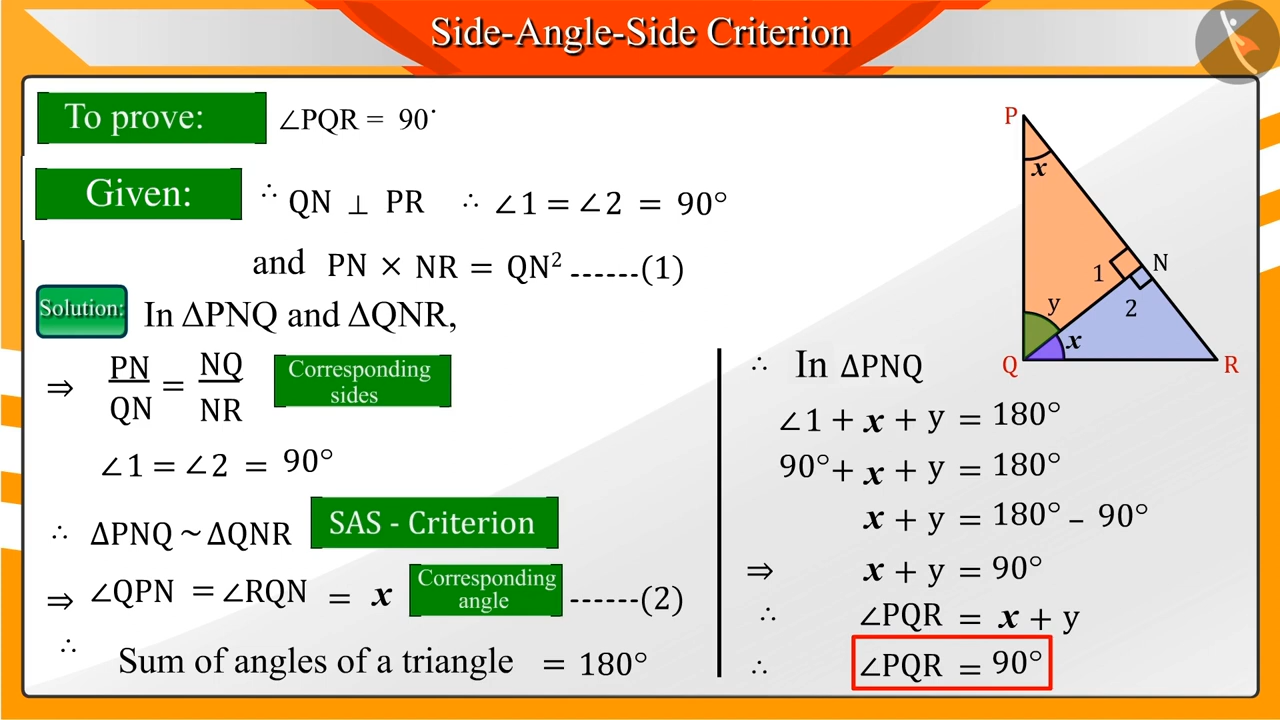 Side-Angle-Side Criterion
To prove: ∠PQR = 90˙
Given: ∴ QN ⊥ PR ∴ ∠1 = ∠2 = 90°
and PN × NR = QN² ------(1)
Solution: In ΔPNQ and ΔQNR,
⇒ PN/QN = NQ/NR Corresponding sides
∠1 = ∠2 = 90°
∴ ΔPNQ ~ ΔQNR SAS - Criterion
⇒ ∠QPN = ∠RQN = x Corresponding angle ------(2)
∴ Sum of angles of a triangle = 180°
∴ In ΔPNQ
∠1 + x + y = 180°
90° + x + y = 180°
x + y = 180° – 90°
⇒ x + y = 90°
∴ ∠PQR = x + y
∴ ∠PQR = 90°
P
x
N
1
2
y
x
Q
R